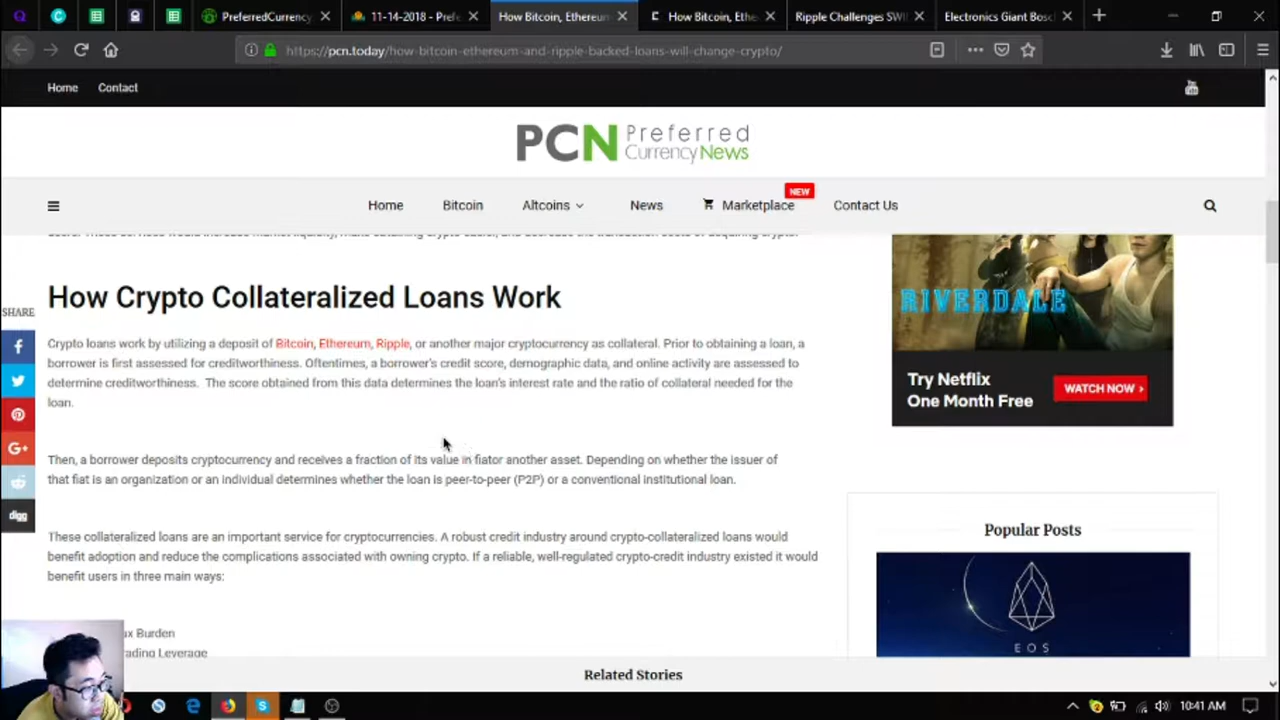 PreferredCurrency
11-14-2018 - Prefe
How Bitcoin, Ethereum
How Bitcoin, Ethe
Ripple Challenges SWI
Electronics Giant Bosc
https://pcn.today/how-bitcoin-ethereum-and-ripple-backed-loans-will-change-crypto/
Home Contact
PCN Preferred
CurrencyNews
NEW
Home Bitcoin Altcoins News Marketplace Contact Us
How Crypto Collateralized Loans Work
SHARE
Crypto loans work by utilizing a deposit of Bitcoin, Ethereum, Ripple, or another major cryptocurrency as collateral. Prior to obtaining a loan, a
borrower is first assessed for creditworthiness. Oftentimes, a borrower's credit score, demographic data, and online activity are assessed to
determine creditworthiness. The score obtained from this data determines the loan's interest rate and the ratio of collateral needed for the
loan.
Then, a borrower deposits cryptocurrency and receives a fraction of its value in fiator another asset. Depending on whether the issuer of
that fiat is an organization or an individual determines whether the loan is peer-to-peer (P2P) or a conventional institutional loan.
These collateralized loans are an important service for cryptocurrencies. A robust credit industry around crypto-collateralized loans would
benefit adoption and reduce the complications associated with owning crypto. If a reliable, well-regulated crypto-credit industry existed it would
benefit users in three main ways:
ux Burden
rading Leverage
digg
RIVERDALE
Try Netflix
One Month Free
WATCH NOW
Popular Posts
EOS
Related Stories
10:41 AM